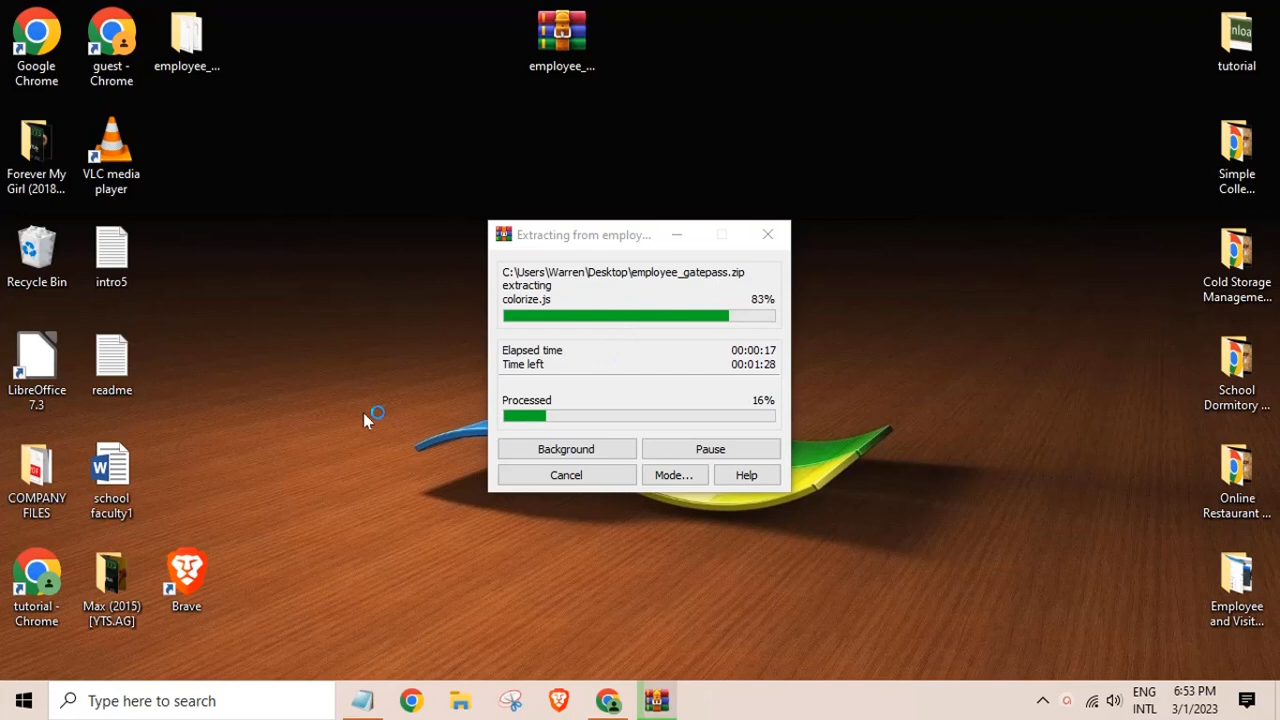 Google
Chrome
guest -
Chrome
employee_...
employee_...
tutorial
nloa
Forever My
Girl (2018...
VLC media
player
Simple
Colle...
Recycle Bin
intro5
Cold Storage
Manageme...
LibreOffice
7.3
readme
School
Dormitory ...
COMPANY
FILES
school
faculty1
Online
Restaurant ...
tutorial -
Chrome
Max (2015)
[YTS.AG]
Brave
Employee
and Visit...
Extracting from employ...
C:\Users\Warren\Desktop\employee_gatepass.zip
extracting
colorize.js 83%
Elapsed time 00:00:17
Time left 00:01:28
Processed 16%
Background Pause
Cancel Mode... Help
Type here to search
ENG
INTL
6:53 PM
3/1/2023